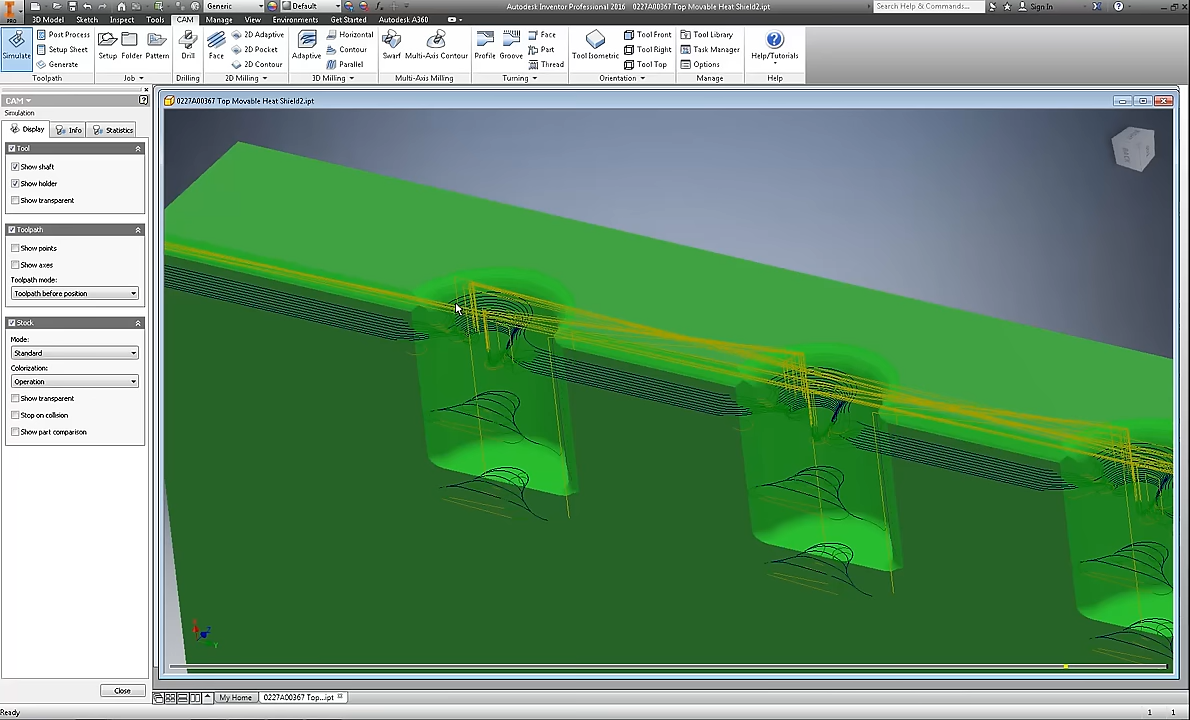 PRO
Generic
Default
Autodesk Inventor Professional 2016 0227A00367 Top Movable Heat Shield2.ipt
Search Help & Commands...
Sign In
3D Model Sketch Inspect Tools CAM Manage View Environments Get Started Autodesk A360
Simulate
Post Process
Setup Sheet
Generate
Toolpath
Setup Folder Pattern
Job
Drill
Drilling
Face
2D Adaptive
2D Pocket
2D Contour
2D Milling
Adaptive
Horizontal
Contour
Parallel
3D Milling
Swarf Multi-Axis Contour
Multi-Axis Milling
Profile Groove
Face
Part
Thread
Turning
Tool Isometric
Tool Front
Tool Right
Tool Top
Orientation
Tool Library
Task Manager
Options
Manage
Help/Tutorials
Help
CAM
Simulation
Display Info Statistics
Tool
Show shaft
Show holder
Show transparent
Toolpath
Show points
Show axes
Toolpath mode:
Toolpath before position
Stock
Mode:
Standard
Colorization:
Operation
Show transparent
Stop on collision
Show part comparison
Close
0227A00367 Top Movable Heat Shield2.ipt
My Home 0227A00367 Top...ipt
Ready
1 1